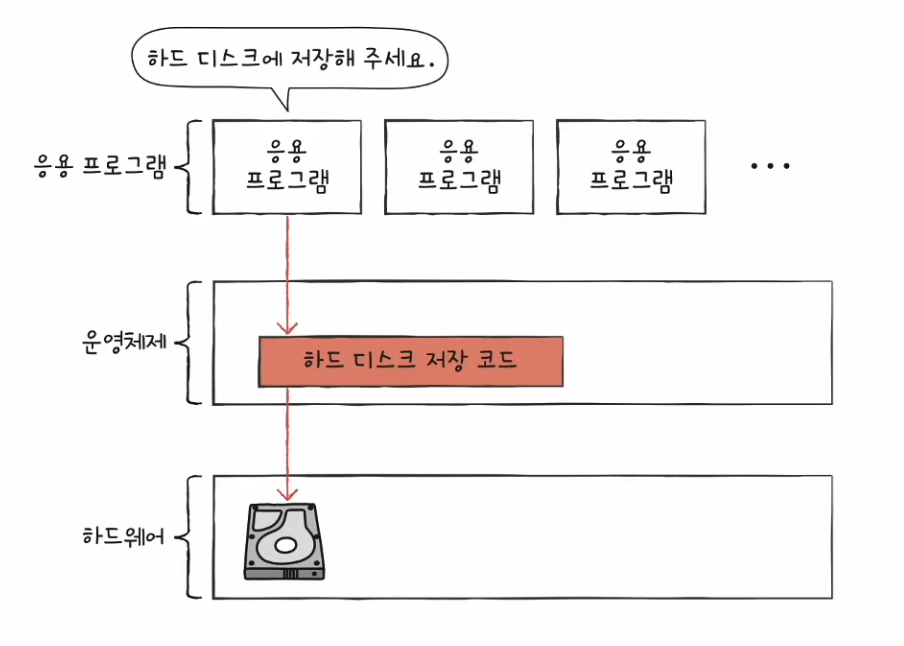 하드 디스크에 저장해 주세요.
응용 프로그램
응용
프로그램
응용
프로그램
응용
프로그램
...
운영체제
하드 디스크 저장 코드
하드웨어